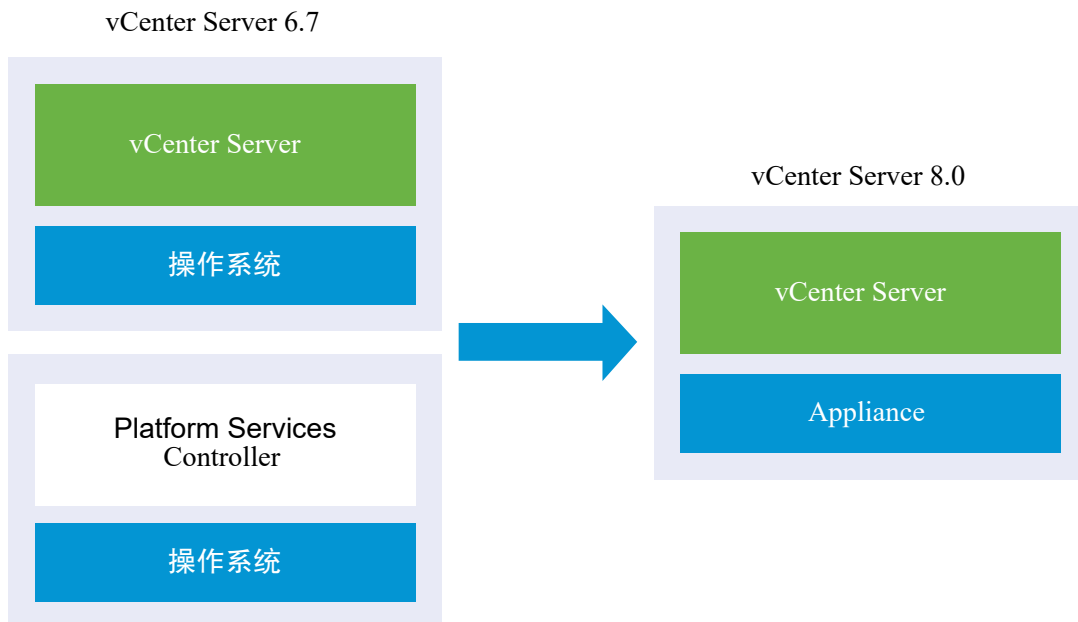 vCenter Server 6.7
vCenter Server
操作系统
Platform Services
Controller
操作系统
vCenter Server 8.0
vCenter Server
Appliance